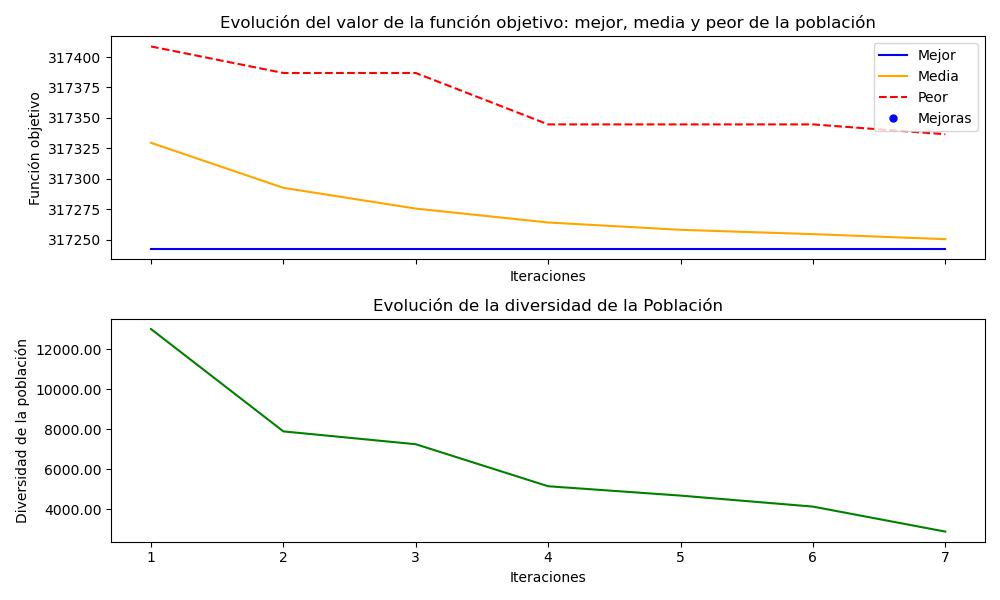 Evolución del valor de la función objetivo: mejor, media y peor de la población
Función objetivo
317400
317375
317350
317325
317300
317275
317250
Mejor
Media
Peor
Mejoras
Iteraciones
Evolución de la diversidad de la Población
Diversidad de la población
12000.00
10000.00
8000.00
6000.00
4000.00
1 2 3 4 5 6 7
Iteraciones